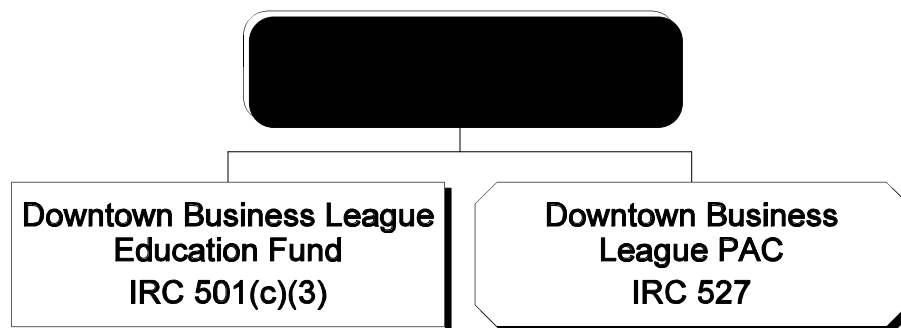 Downtown Business League
Education Fund
IRC 501(c)(3)
Downtown Business
League PAC
IRC 527